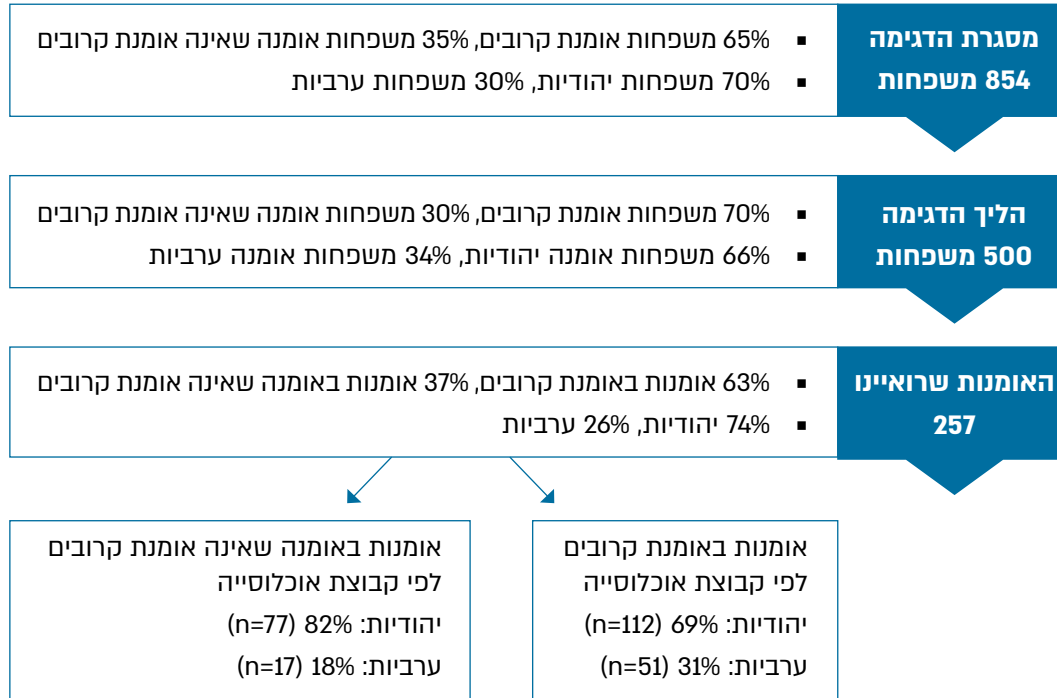 מסגרת הדגימה
854 משפחות
▪ 65% משפחות אומנת קרובים, 35% משפחות אומנה שאינה אומנת קרובים
▪ 70% משפחות יהודיות, 30% משפחות ערביות
הליך הדגימה
500 משפחות
▪ 70% משפחות אומנת קרובים, 30% משפחות אומנה שאינה אומנת קרובים
▪ 66% משפחות אומנה יהודיות, 34% משפחות אומנה ערביות
האומנות שרואיינו
257
▪ 63% אומנות באומנת קרובים, 37% אומנות באומנה שאינה אומנת קרובים
▪ 74% יהודיות, 26% ערביות
אומנות באומנת קרובים
לפי קבוצת אוכלוסייה
יהודיות: 69% (n=112)
ערביות: 31% (n=51)
אומנות באומנה שאינה אומנת קרובים
לפי קבוצת אוכלוסייה
יהודיות: 82% (n=77)
ערביות: 18% (n=17)